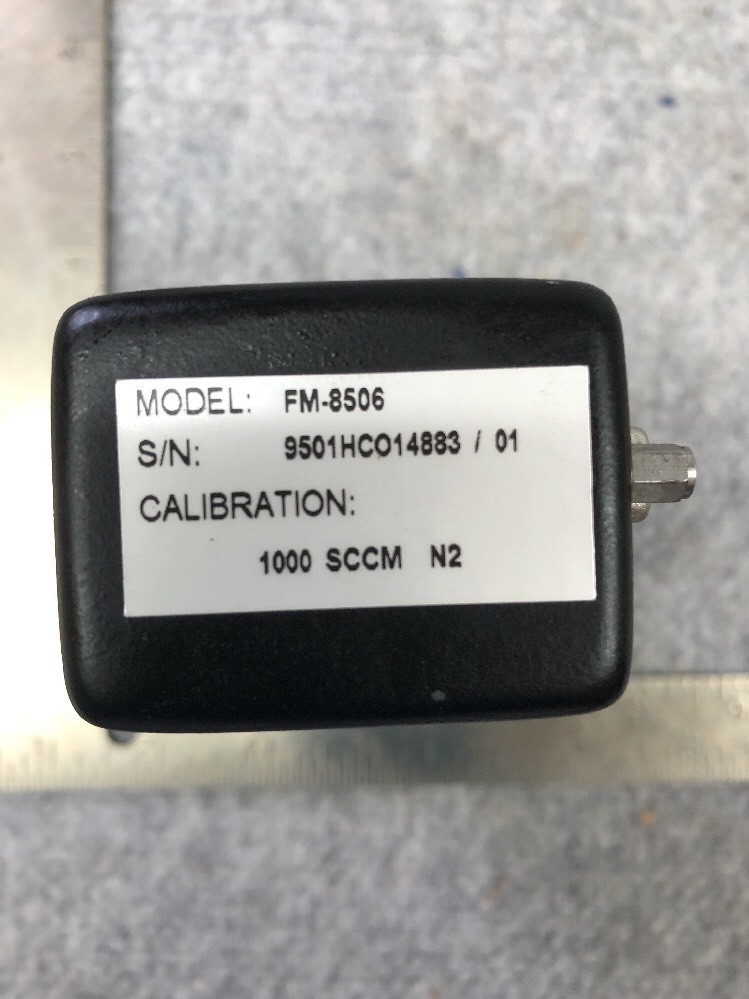 MODEL: FM-8506
S/N: 9501HCO14883 / 01
CALIBRATION:
1000 SCCM N2